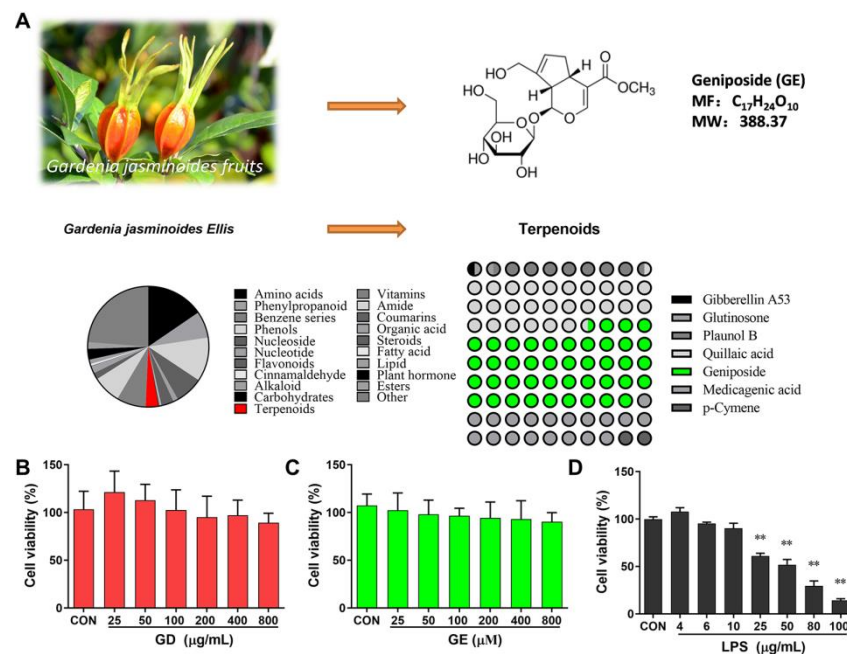 A
Gardenia jasminoides fruits
HO
O
OCH₃
H
H
HO
O
O
O
HO
HO
OH
Geniposide (GE)
MF: C₁₇H₂₄O₁₀
MW: 388.37
Gardenia jasminoides Ellis
Terpenoids
Amino acids
Phenylpropanoid
Benzene series
Phenols
Nucleoside
Nucleotide
Flavonoids
Cinnamaldehyde
Alkaloid
Carbohydrates
Terpenoids
Vitamins
Amide
Coumarins
Organic acid
Steroids
Fatty acid
Lipid
Plant hormone
Esters
Other
Gibberellin A53
Glutinosone
Plaunol B
Quillaic acid
Geniposide
Medicagenic acid
p-Cymene
B
Cell viability (%)
150
100
50
0
CON 25 50 100 200 400 800
GD (μg/mL)
C
Cell viability (%)
150
100
50
0
CON 25 50 100 200 400 800
GE (μM)
D
Cell viability (%)
150
100
50
0
** ** ** **
CON 4 6 10 25 50 80 100
LPS (μg/mL)